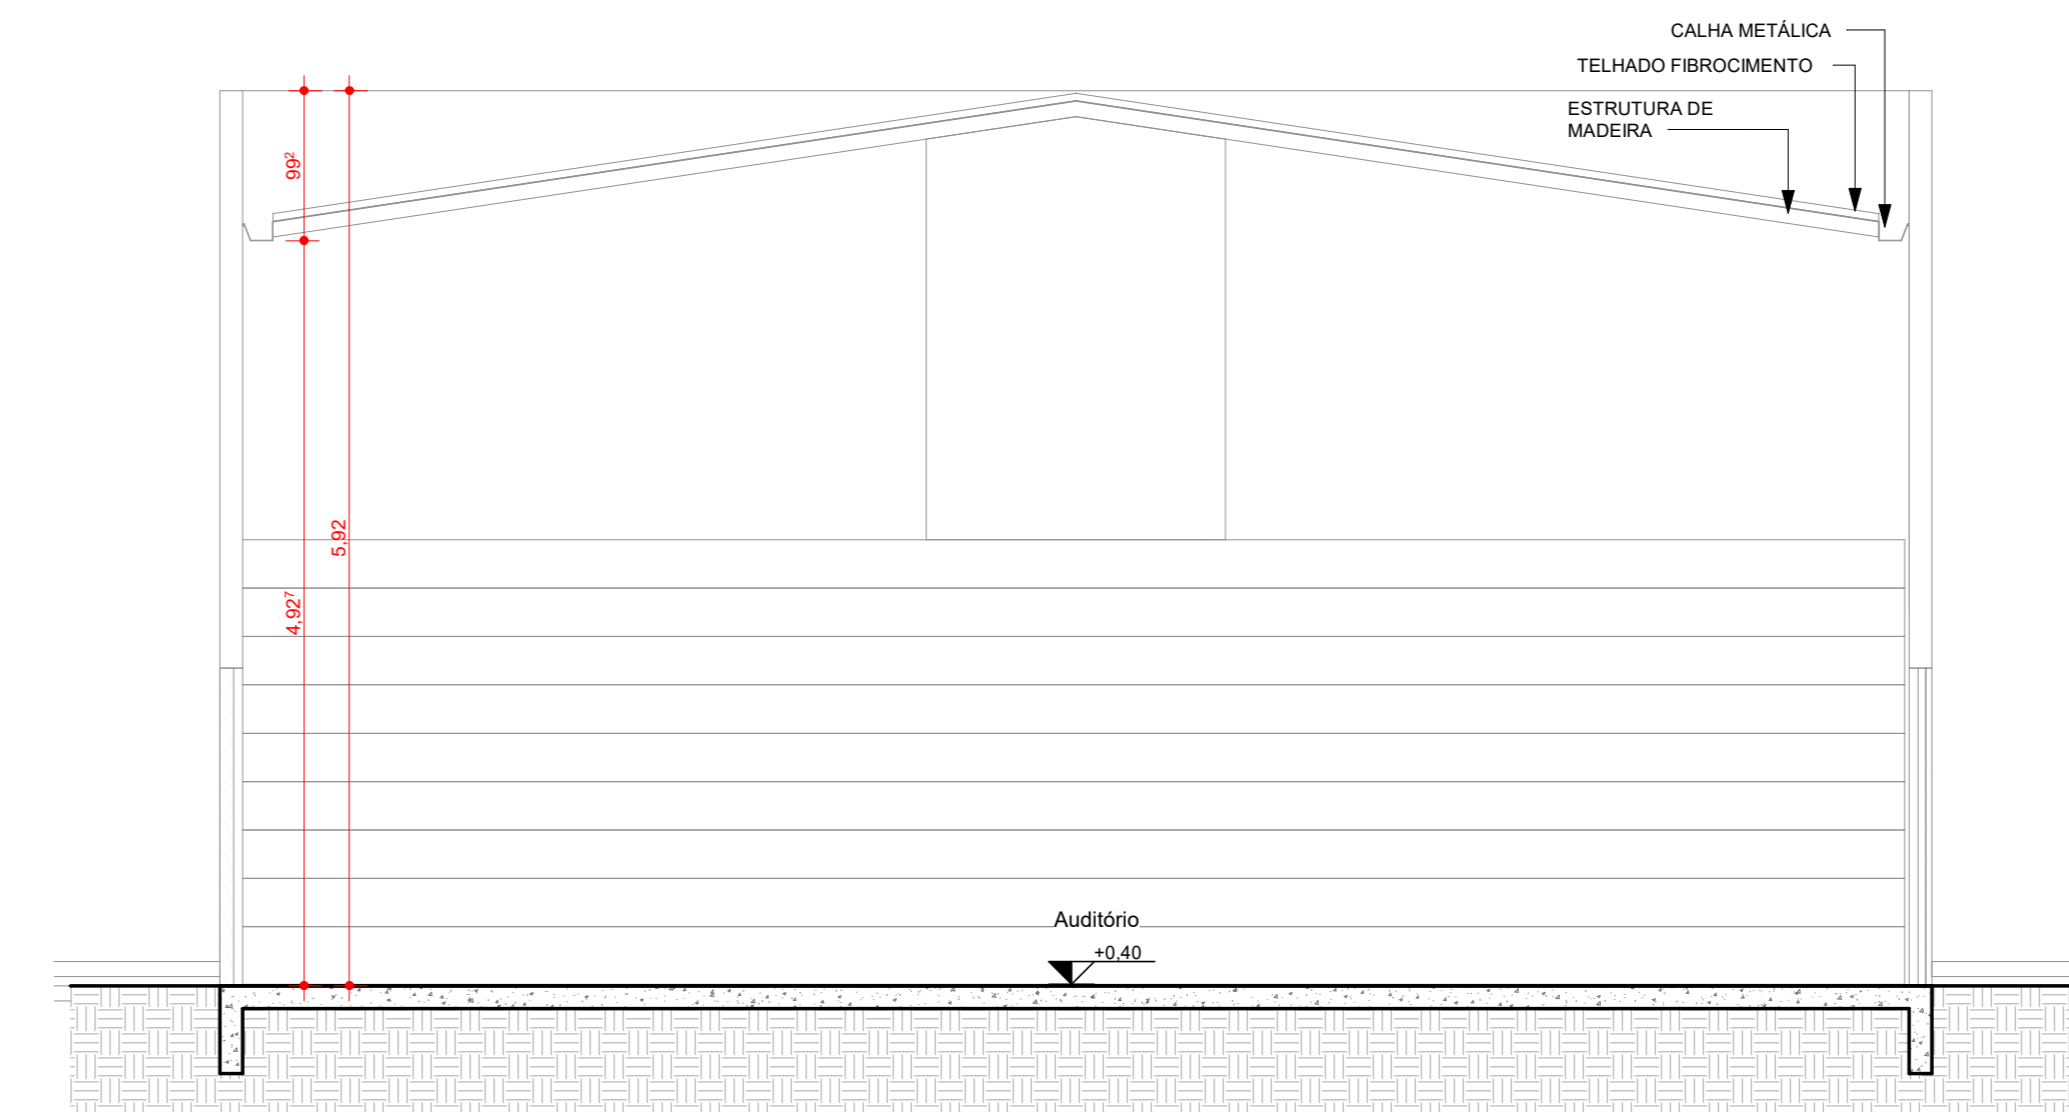 CALHA METÁLICA
TELHADO FIBROCIMENTO
ESTRUTURA DE
MADEIRA
99²
5,92
4,92⁷
Auditório
+0,40